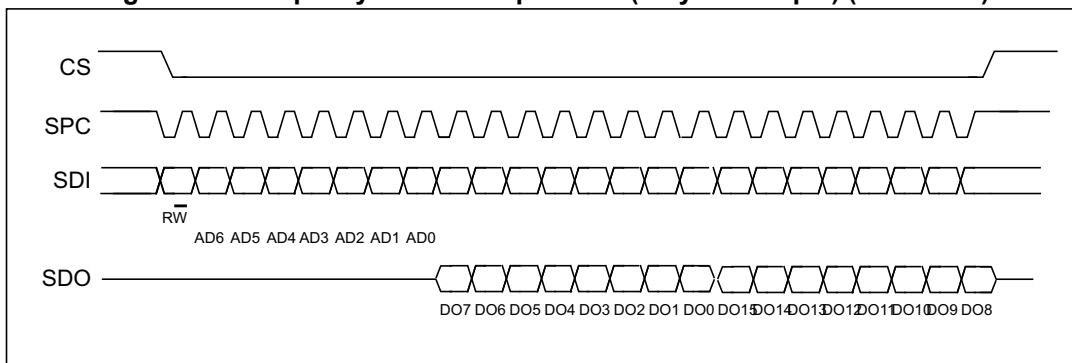 CS
SPC
SDI
RW
AD6 AD5 AD4 AD3 AD2 AD1 AD0
SDO
DO7 DO6 DO5 DO4 DO3 DO2 DO1 DO0 DO15 DO14 DO13 DO12 DO11 DO10 DO9 DO8